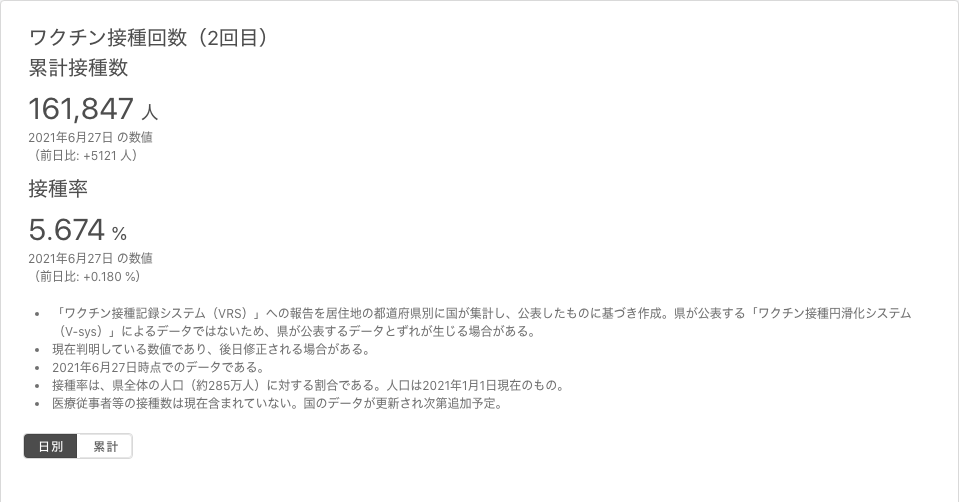 ワクチン接種回数（2回目）
累計接種数
161,847 人
2021年6月27日 の数値
（前日比: +5121 人）
接種率
5.674 %
2021年6月27日 の数値
（前日比: +0.180 %）
• 「ワクチン接種記録システム（VRS）」への報告を居住地の都道府県別に国が集計し、公表したものに基づき作成。県が公表する「ワクチン接種円滑化システム
（V-sys）」によるデータではないため、県が公表するデータとずれが生じる場合がある。
• 現在判明している数値であり、後日修正される場合がある。
• 2021年6月27日時点でのデータである。
• 接種率は、県全体の人口（約285万人）に対する割合である。人口は2021年1月1日現在のもの。
• 医療従事者等の接種数は現在含まれていない。国のデータが更新され次第追加予定。
日別 累計